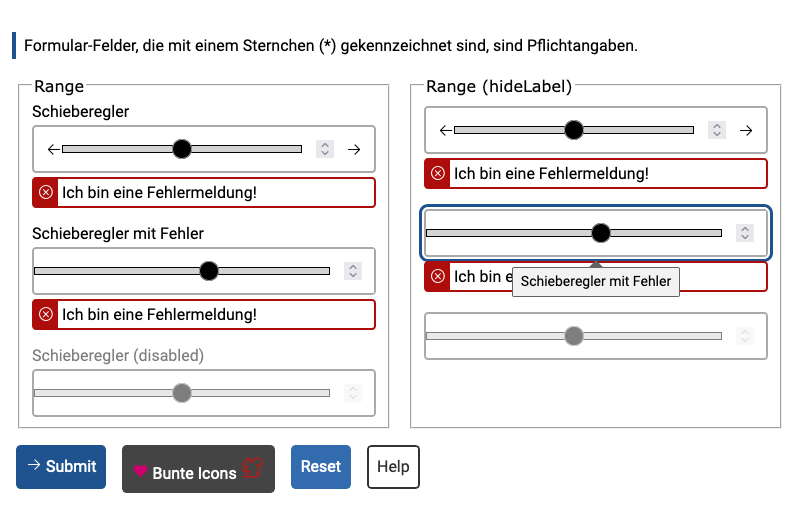 Formular-Felder, die mit einem Sternchen (*) gekennzeichnet sind, sind Pflichtangaben.
Range
Schieberegler
Ich bin eine Fehlermeldung!
Schieberegler mit Fehler
Ich bin eine Fehlermeldung!
Schieberegler (disabled)
Range (hideLabel)
Ich bin eine Fehlermeldung!
Ich bin e
Schieberegler mit Fehler
Submit
Bunte Icons
Reset
Help